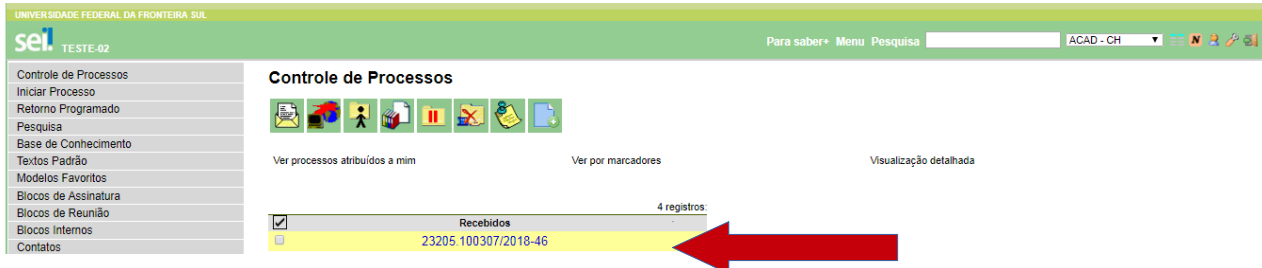 UNIVERSIDADE FEDERAL DA FRONTEIRA SUL
sei! TESTE-02
Para saber+ Menu Pesquisa ACAD - CH
Controle de Processos
Iniciar Processo
Retorno Programado
Pesquisa
Base de Conhecimento
Textos Padrão
Modelos Favoritos
Blocos de Assinatura
Blocos de Reunião
Blocos Internos
Contatos
Controle de Processos
Ver processos atribuídos a mim Ver por marcadores Visualização detalhada
4 registros:
Recebidos
23205.100307/2018-46